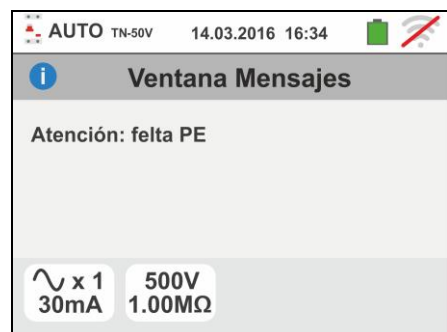 AUTO TN-50V 14.03.2016 16:34
i Ventana Mensajes
Atención: felta PE
x 1 500V
30mA 1.00MΩ